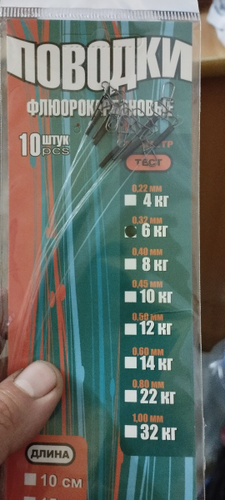 ПОВОДКИ
10 штук
pcs
ТЕСТ
0.22 мм
4 кг
0.32 мм
6 кг
0.40 мм
8 кг
0.45 мм
10 кг
0.50 мм
12 кг
0.60 мм
14 кг
0.80 мм
22 кг
1.00 мм
32 кг
ДЛИНА
10 см